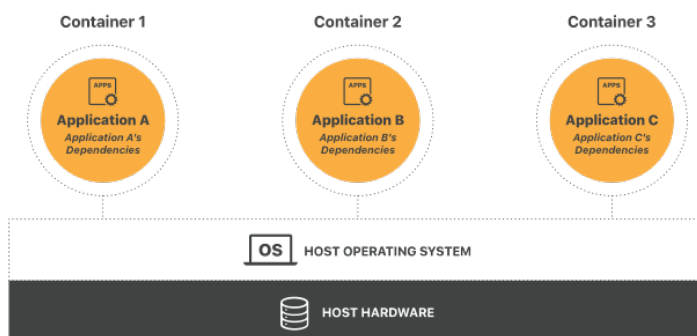 Container 1
Container 2
Container 3
APPS
Application A
Application A's
Dependencies
APPS
Application B
Application B's
Dependencies
APPS
Application C
Application C's
Dependencies
OS HOST OPERATING SYSTEM
HOST HARDWARE